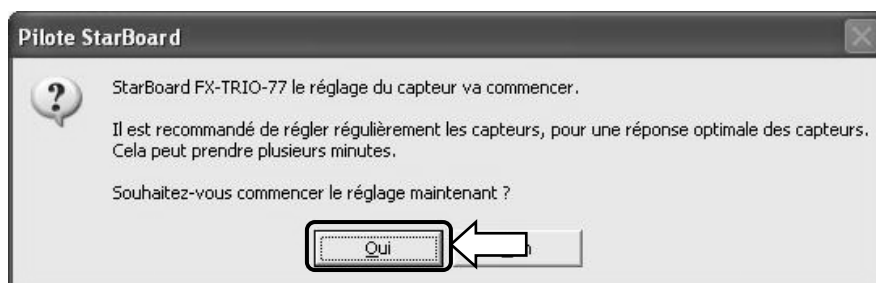 Pilote StarBoard
StarBoard FX-TRIO-77 le réglage du capteur va commencer.
Il est recommandé de régler régulièrement les capteurs, pour une réponse optimale des capteurs.
Cela peut prendre plusieurs minutes.
Souhaitez-vous commencer le réglage maintenant ?
Oui